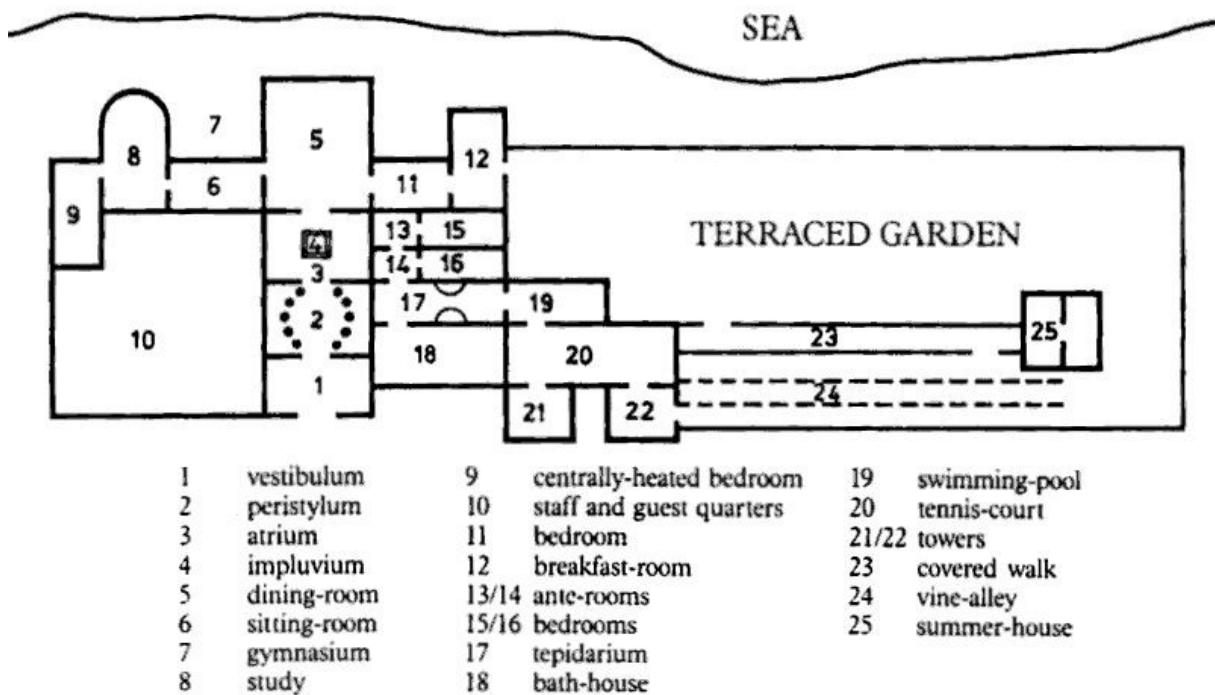 SEA
7
5
8
12
6
11
9
13
15
TERRACED GARDEN
4
14
16
3
17
19
2
10
23
25
18
20
1
24
21
22
1 vestibulum
2 peristylum
3 atrium
4 impluvium
5 dining-room
6 sitting-room
7 gymnasium
8 study
9 centrally-heated bedroom
10 staff and guest quarters
11 bedroom
12 breakfast-room
13/14 ante-rooms
15/16 bedrooms
17 tepidarium
18 bath-house
19 swimming-pool
20 tennis-court
21/22 towers
23 covered walk
24 vine-alley
25 summer-house